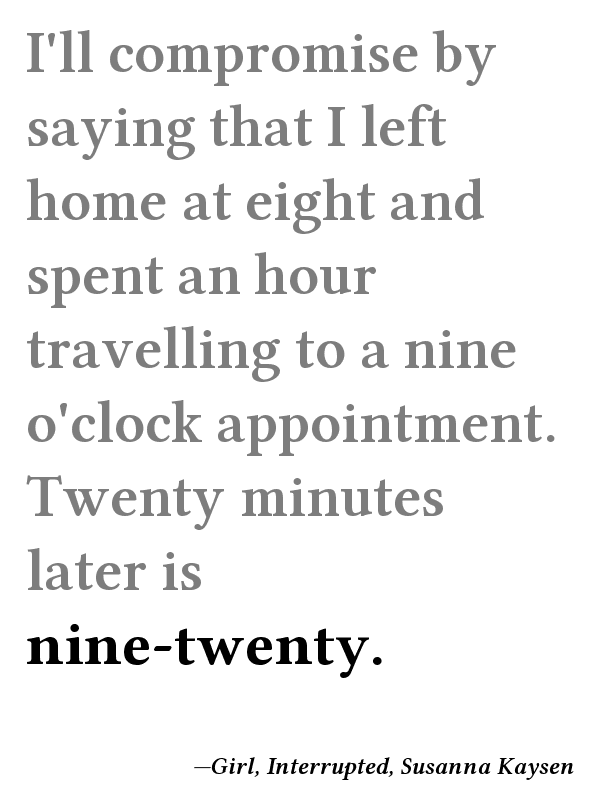 I'll compromise by
saying that I left
home at eight and
spent an hour
travelling to a nine
o'clock appointment.
Twenty minutes
later is
nine-twenty.
—Girl, Interrupted, Susanna Kaysen